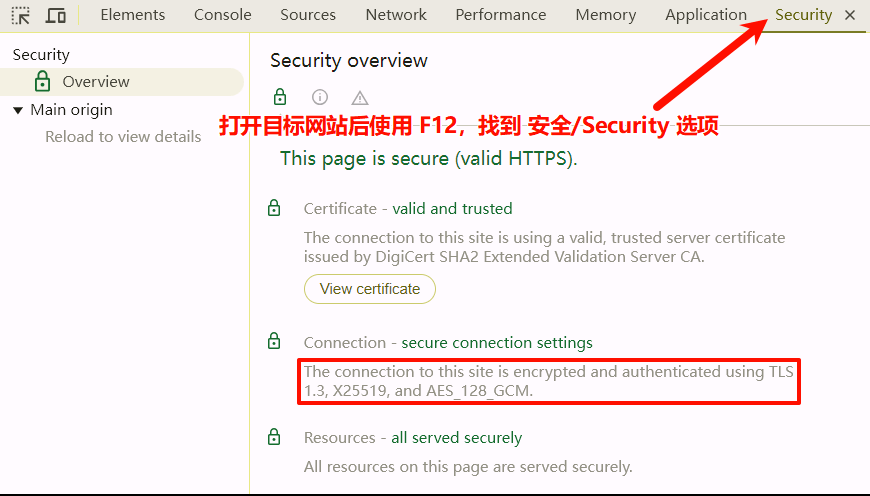 Elements Console Sources Network Performance Memory Application Security
Security
Overview
Main origin
Reload to view details
Security overview
打开目标网站后使用 F12，找到 安全/Security 选项
This page is secure (valid HTTPS).
Certificate - valid and trusted
The connection to this site is using a valid, trusted server certificate
issued by DigiCert SHA2 Extended Validation Server CA.
View certificate
Connection - secure connection settings
The connection to this site is encrypted and authenticated using TLS
1.3, X25519, and AES_128_GCM.
Resources - all served securely
All resources on this page are served securely.